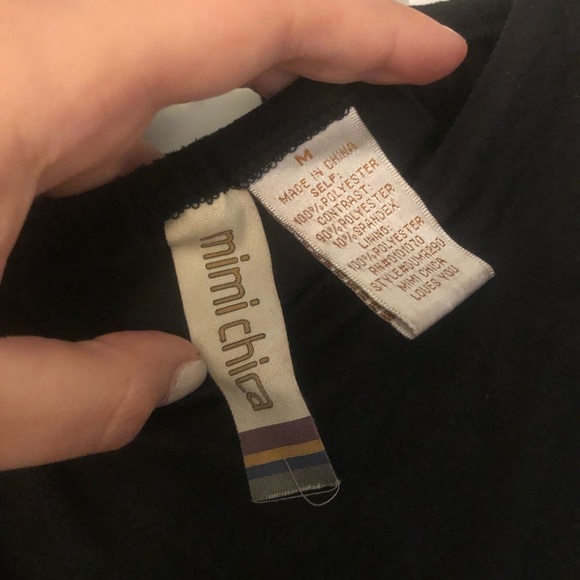 mimi chica
M
MADE IN CHINA
SELF:
100%POLYESTER
CONTRAST:
90%POLYESTER
10%SPANDEX
LINING:
100%POLYESTER
RN#0101070
MIMI CHICA
LOVES YOU